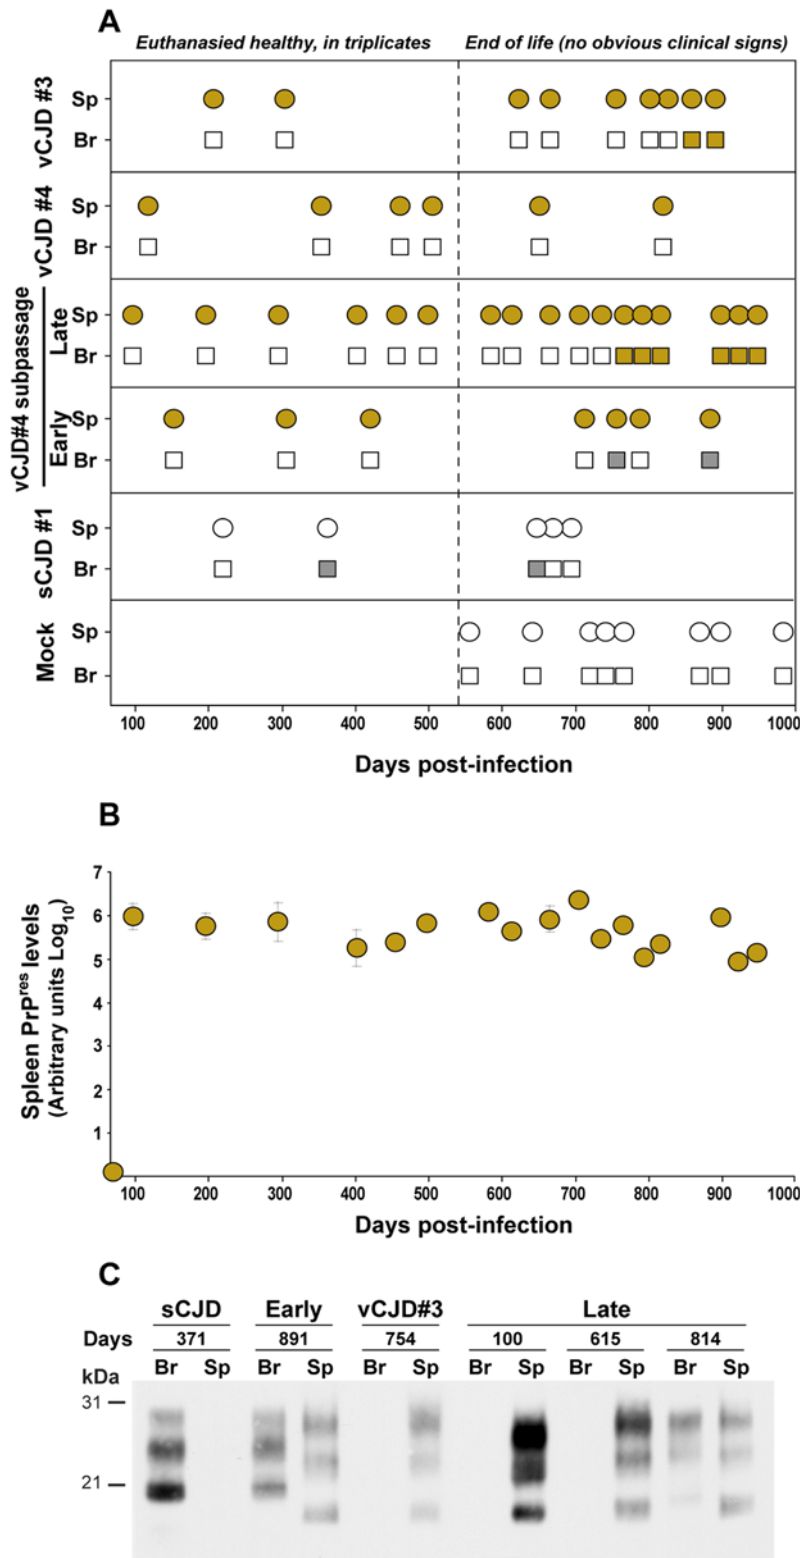 A
Euthanasied healthy, in triplicates
End of life (no obvious clinical signs)
vCJD #3
Sp
Br
vCJD #4
Sp
Br
vCJD#4 subpassage
Late
Sp
Br
Early
Sp
Br
sCJD #1
Sp
Br
Mock
Sp
Br
100 200 300 400 500 600 700 800 900 1000
Days post-infection
B
Spleen PrPres levels
(Arbitrary units Log10)
7
6
5
4
3
2
1
100 200 300 400 500 600 700 800 900 1000
Days post-infection
C
sCJD Early vCJD#3 Late
Days 371 891 754 100 615 814
kDa Br Sp Br Sp Br Sp Br Sp Br Sp Br Sp
31
21